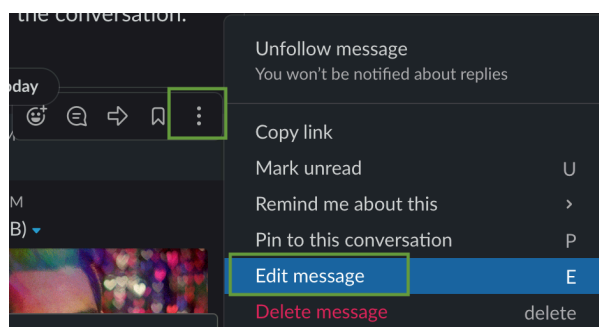 the conversation.
Unfollow message
You won't be notified about replies
oday
Copy link
Mark unread U
M
Remind me about this >
B)
Pin to this conversation P
Edit message E
Delete message delete